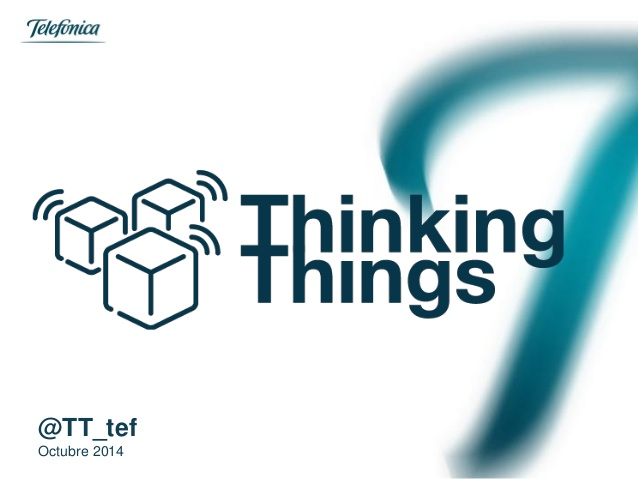 Telefónica
Thinking
Things
@TT_tef
Octubre 2014